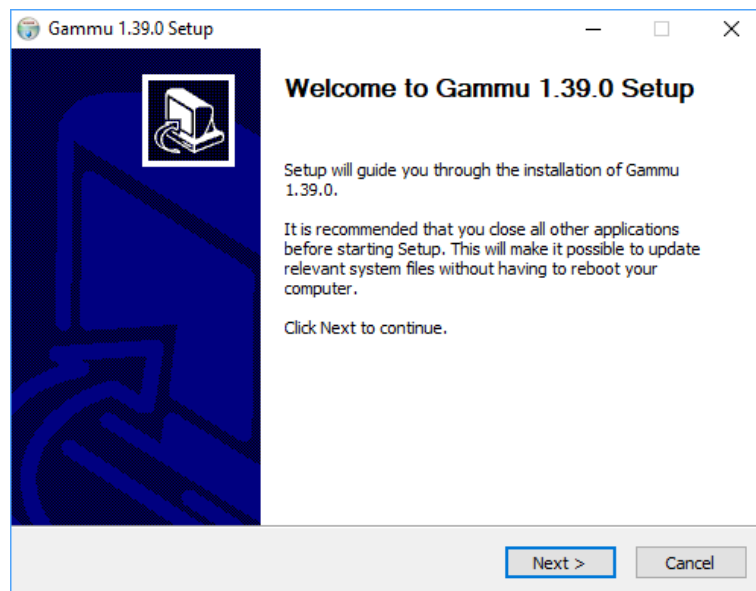 Gammu 1.39.0 Setup
Welcome to Gammu 1.39.0 Setup
Setup will guide you through the installation of Gammu
1.39.0.
It is recommended that you close all other applications
before starting Setup. This will make it possible to update
relevant system files without having to reboot your
computer.
Click Next to continue.
Next >
Cancel